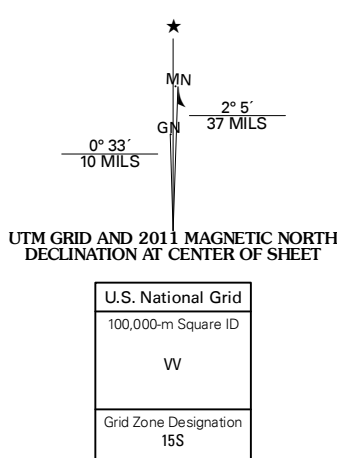 ★
MN
GN
2° 5´
37 MILS
0° 33´
10 MILS
UTM GRID AND 2011 MAGNETIC NORTH
DECLINATION AT CENTER OF SHEET
U.S. National Grid
100,000-m Square ID
VV
Grid Zone Designation
15S